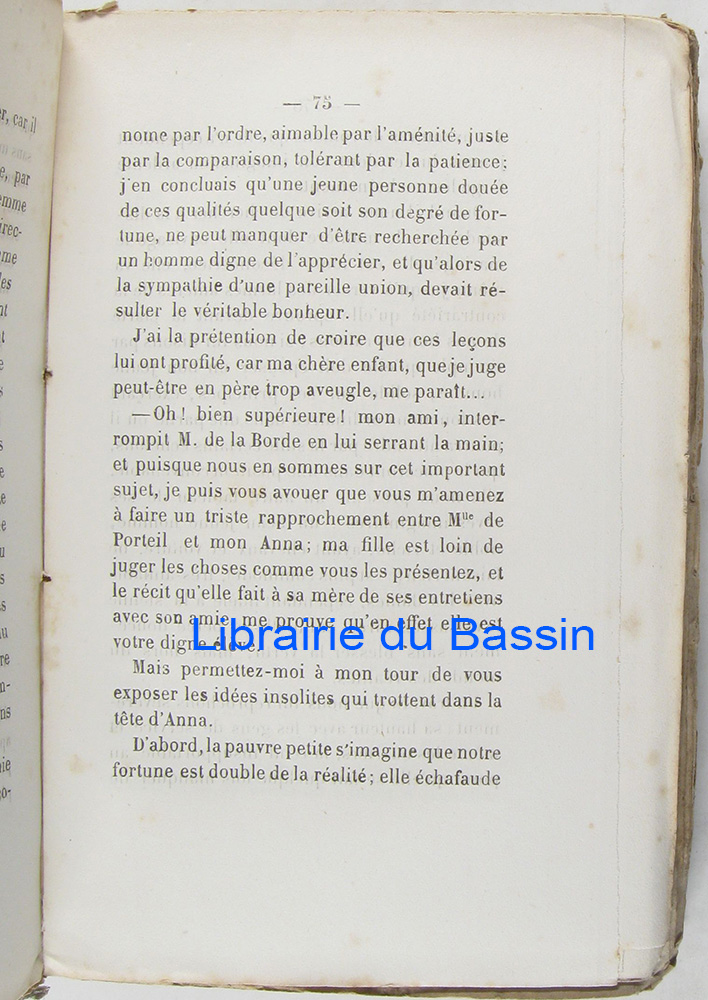 — 75 —
nome par l'ordre, aimable par l'aménité, juste
par la comparaison, tolérant par la patience;
j'en concluais qu'une jeune personne douée
de ces qualités quelque soit son degré de for-
tune, ne peut manquer d'être recherchée par
un homme digne de l'apprécier, et qu'alors de
la sympathie d'une pareille union, devait ré-
sulter le véritable bonheur.
J'ai la prétention de croire que ces leçons
lui ont profité, car ma chère enfant, que je juge
peut-être en père trop aveugle, me paraît...
—Oh! bien supérieure! mon ami, inter-
rompit M. de la Borde en lui serrant la main;
et puisque nous en sommes sur cet important
sujet, je puis vous avouer que vous m'amenez
à faire un triste rapprochement entre Mlle de
Porteil et mon Anna; ma fille est loin de
juger les choses comme vous les présentez, et
le récit qu'elle fait à sa mère de ses entretiens
avec son amie, me prouve qu'en effet elle est
votre digne élève.
Librairie du Bassin
Mais permettez-moi à mon tour de vous
exposer les idées insolites qui trottent dans la
tête d'Anna.
D'abord, la pauvre petite s'imagine que notre
fortune est double de la réalité; elle échafaude